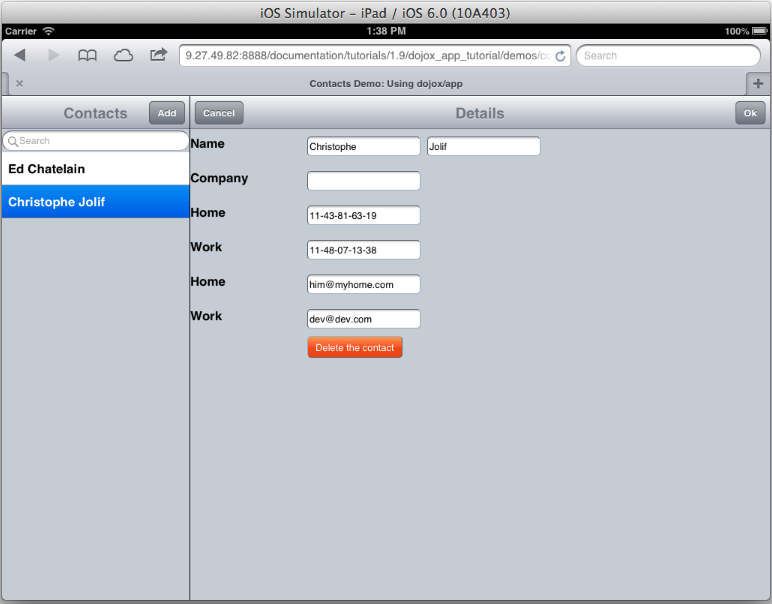 iOS Simulator – iPad / iOS 6.0 (10A403)
Carrier 1:38 PM 100%
9.27.49.82:8888/documentation/tutorials/1.9/dojox_app_tutorial/demos/co Search
Contacts Demo: Using dojox/app
Contacts Add Cancel Details Ok
Search
Name Christophe Jolif
Ed Chatelain
Company
Christophe Jolif
Home 11-43-81-63-19
Work 11-48-07-13-38
Home him@myhome.com
Work dev@dev.com
Delete the contact